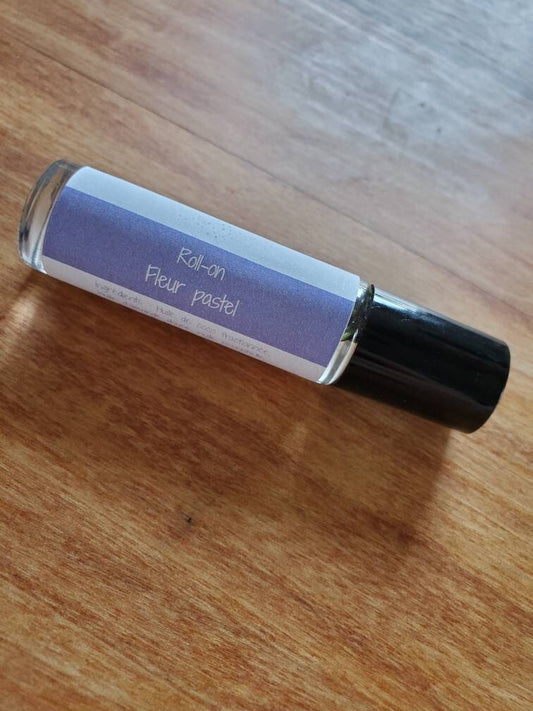 Roll-on
Fleur pastel
Ingrédients: Huile de coco fractionnée,